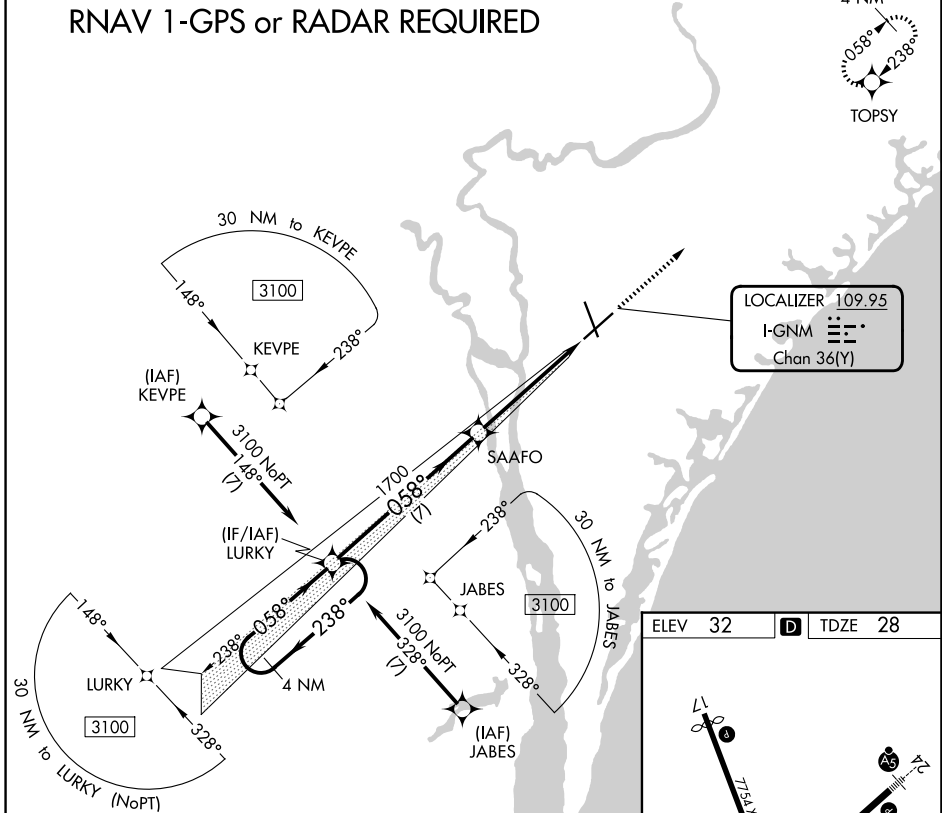 RNAV 1-GPS or RADAR REQUIRED
4 NM
058°
238°
TOPSY
30 NM to KEVPE
3100
148°
238°
KEVPE
(IAF)
KEVPE
3100 NoPT
148°
(7)
LOCALIZER 109.95
I-GNM
Chan 36(Y)
SAAFO
1700
058°
(7)
(IF/IAF)
LURKY
058°
238°
238°
4 NM
148°
LURKY
3100
328°
30 NM to LURKY (NoPT)
238°
30 NM to JABES
JABES
3100
328°
3100 NoPT
328°
(7)
(IAF)
JABES
ELEV 32
D
TDZE 28
17
P
7754 X
A5
24
P